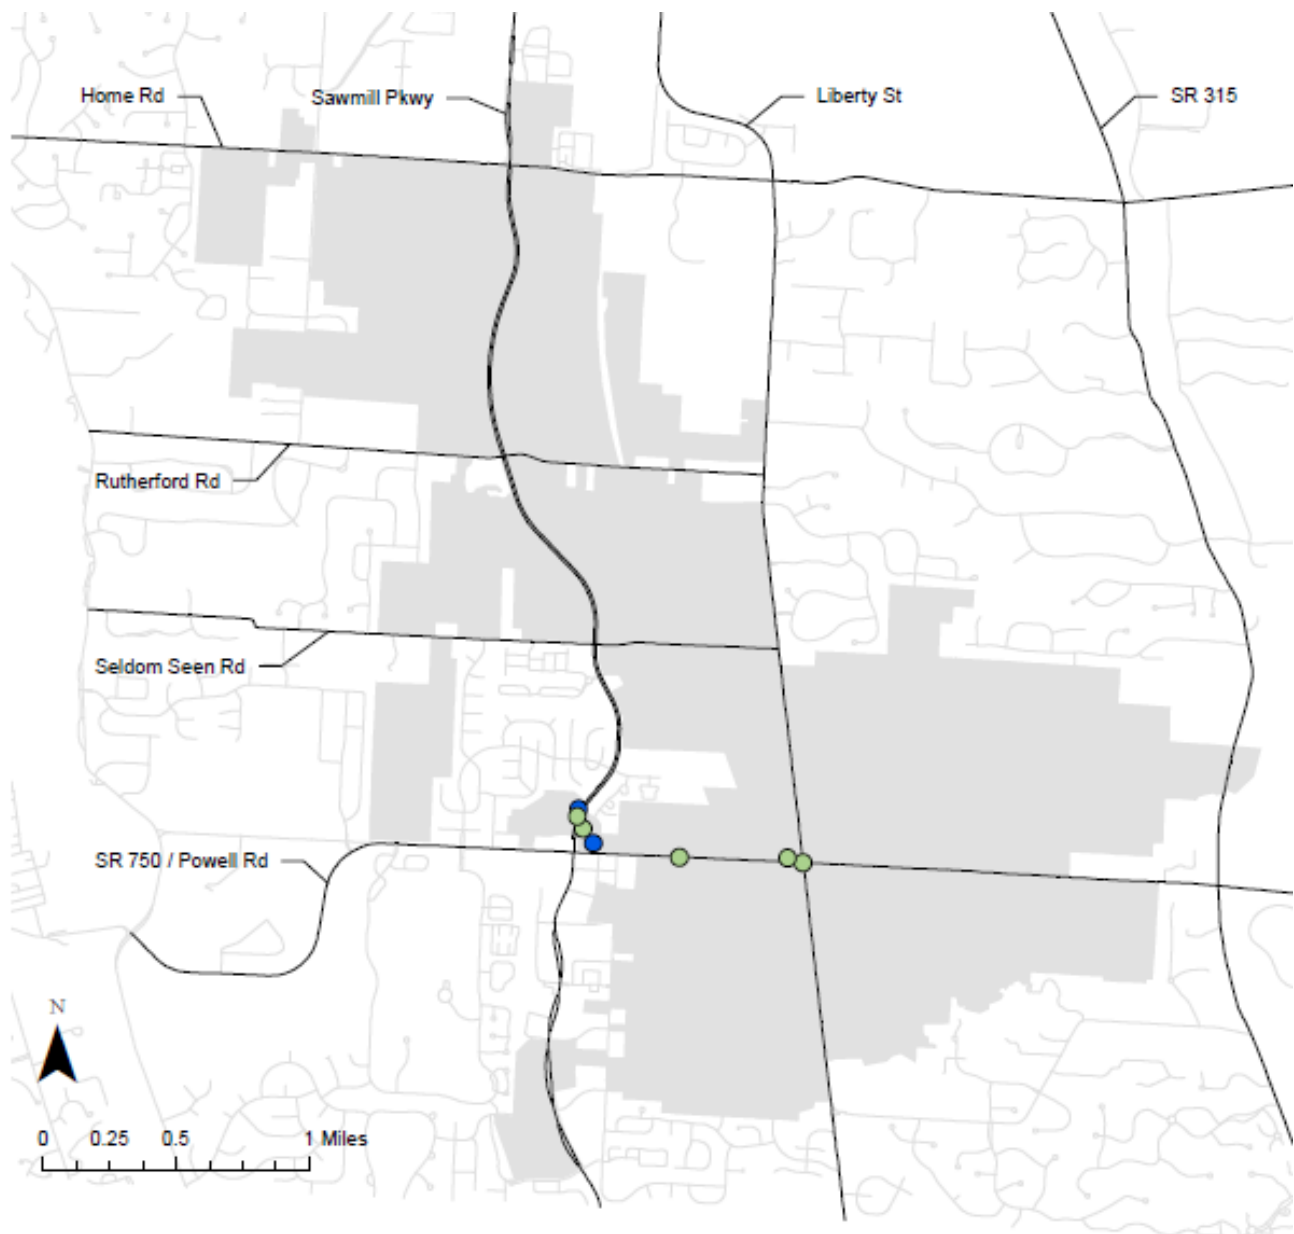 Home Rd
Sawmill Pkwy
Liberty St
SR 315
Rutherford Rd
Seldom Seen Rd
SR 750 / Powell Rd
N
0 0.25 0.5 1 Miles